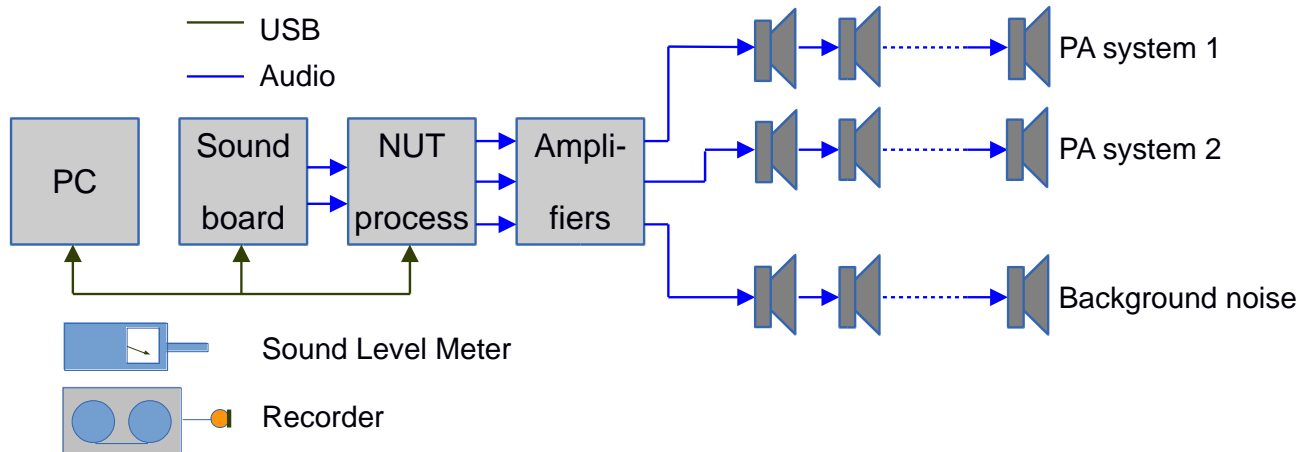 USB
Audio
PA system 1
PA system 2
Background noise
PC
Sound
board
NUT
process
Ampli-
fiers
Sound Level Meter
Recorder